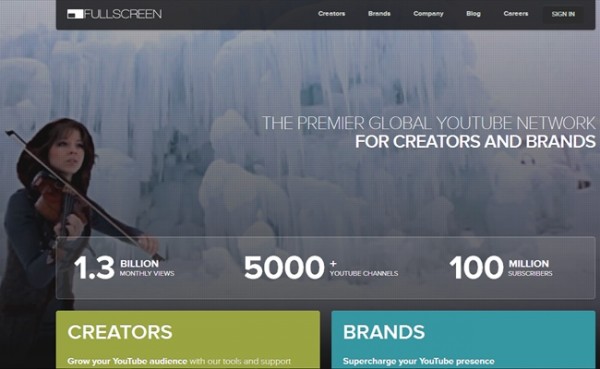 FULLSCREEN
Creators Brands Company Blog Careers SIGN IN
THE PREMIER GLOBAL YOUTUBE NETWORK
FOR CREATORS AND BRANDS
1.3 BILLION
MONTHLY VIEWS
5000 +
YOUTUBE CHANNELS
100 MILLION
SUBSCRIBERS
CREATORS
Grow your YouTube audience with our tools and support
BRANDS
Supercharge your YouTube presence